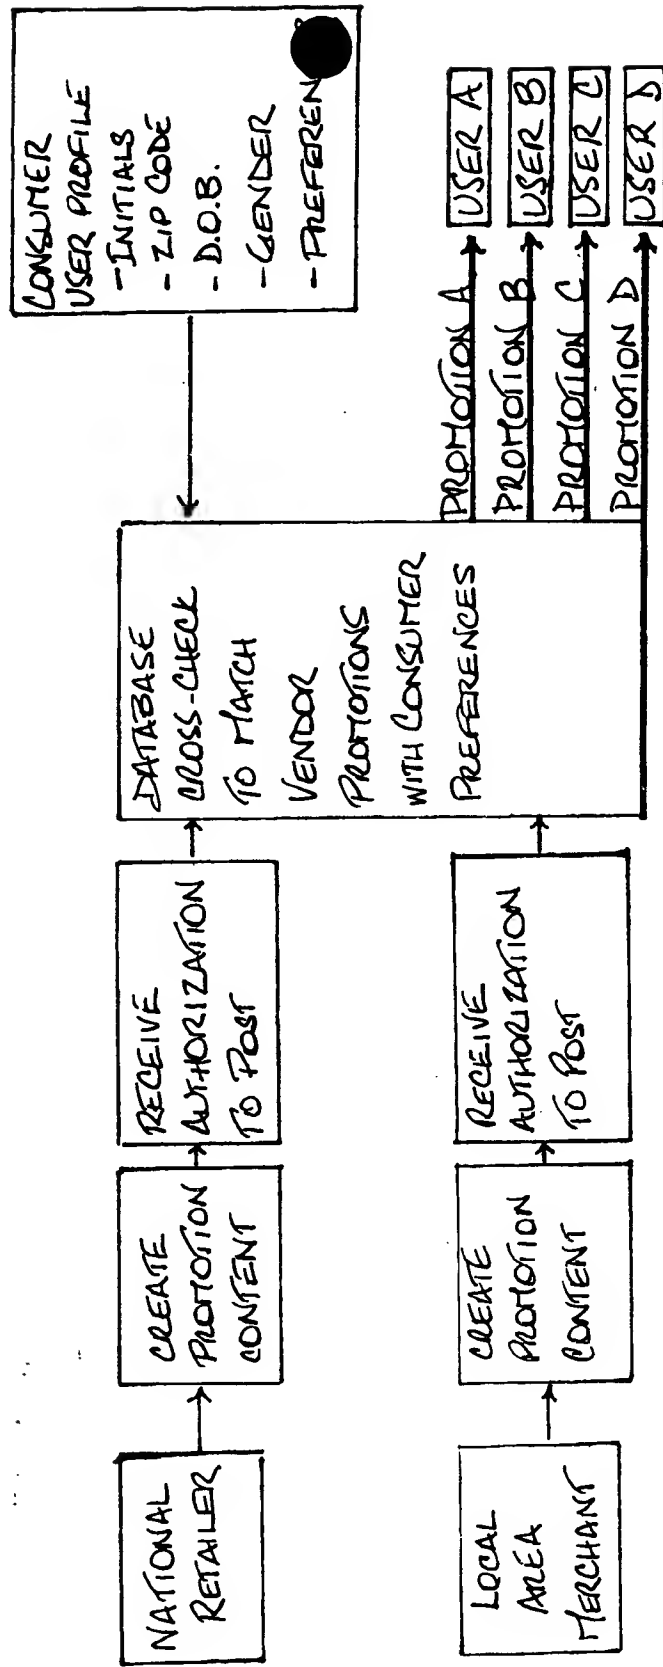 NATIONAL
RETAILER
CREATE
PROMOTION
CONTENT
RECEIVE
AUTHORIZATION
TO POST
LOCAL
AREA
MERCHANT
CREATE
PROMOTION
CONTENT
RECEIVE
AUTHORIZATION
TO POST
DATABASE
CROSS-CHECK
TO MATCH
VENDOR
PROMOTIONS
WITH CONSUMER
PREFERENCES
CONSUMER
USER PROFILE
- INITIALS
- ZIP CODE
- D.O.B.
- GENDER
- PREFEREN
PROMOTION A
USER A
PROMOTION B
USER B
PROMOTION C
USER C
PROMOTION D
USER D